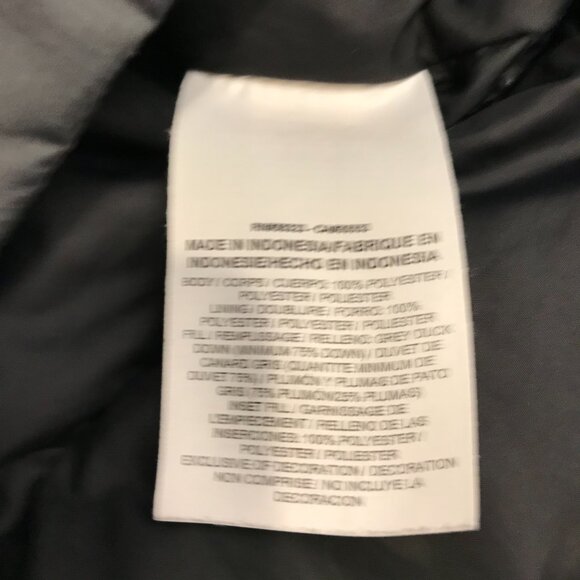 MADE IN INDONESIA/FABRIQUE EN
INDONESIE/HECHO EN INDONESIA
BODY / CORPS / CUERPO: 100% POLYESTER /
POLYESTER / POLIESTER
LINING / DOUBLURE / FORRO: 100%
POLYESTER / POLYESTER / POLIESTER
FILL / REMPLISSAGE / RELLENO: GREY DUCK
DOWN (MINIMUM 75% DOWN) / DUVET DE
CANARD GRIS (QUANTITE MINIMUM DE
DUVET 75%) / PLUMÓN Y PLUMAS DE PATO
GRIS (75% PLUMÓN/25% PLUMAS)
INSET FILL / GARNISSAGE DE
L'EMPIECEMENT / RELLENO DE LAS
INSERCIONES: 100% POLYESTER /
POLYESTER / POLIESTER
EXCLUSIVE OF DECORATION / DECORATION
NON COMPRISE / NO INCLUYE LA
DECORACION